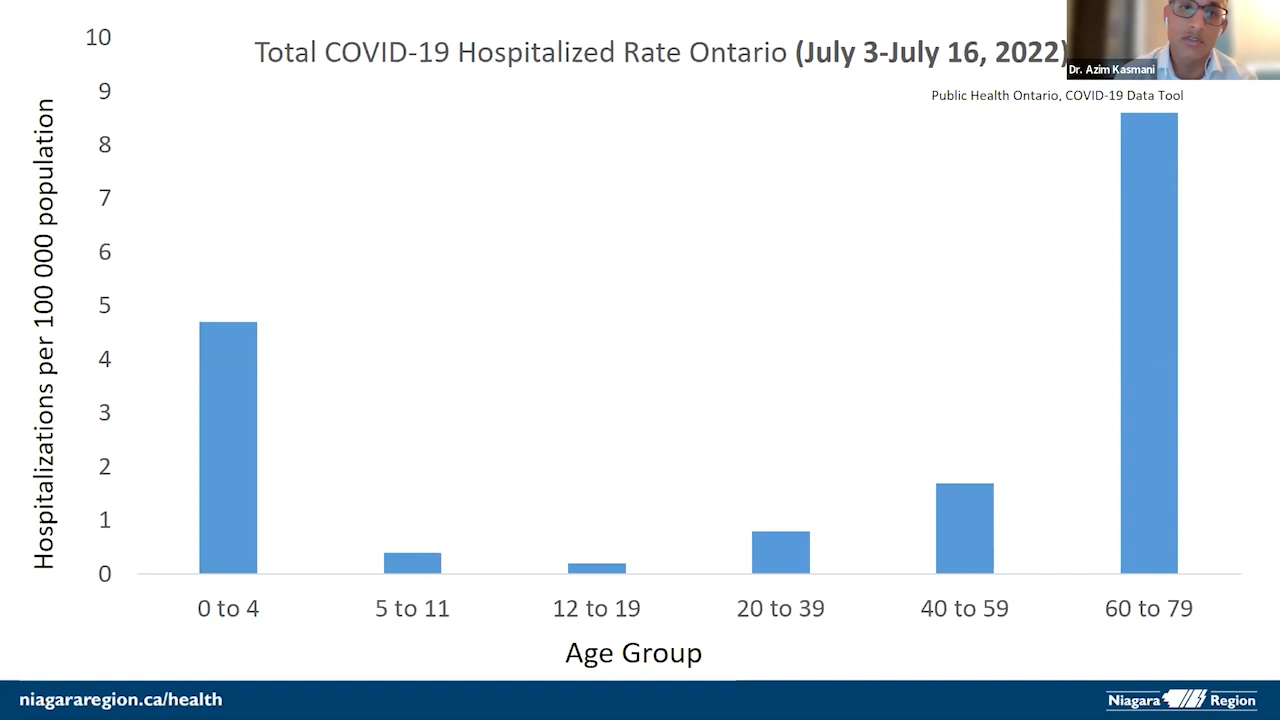 Total COVID-19 Hospitalized Rate Ontario (July 3-July 16, 2022)
Dr. Azim Kasmani
Public Health Ontario, COVID-19 Data Tool
Hospitalizations per 100 000 population
10
9
8
7
6
5
4
3
2
1
0
0 to 4 5 to 11 12 to 19 20 to 39 40 to 59 60 to 79
Age Group
niagararegion.ca/health
Niagara Region